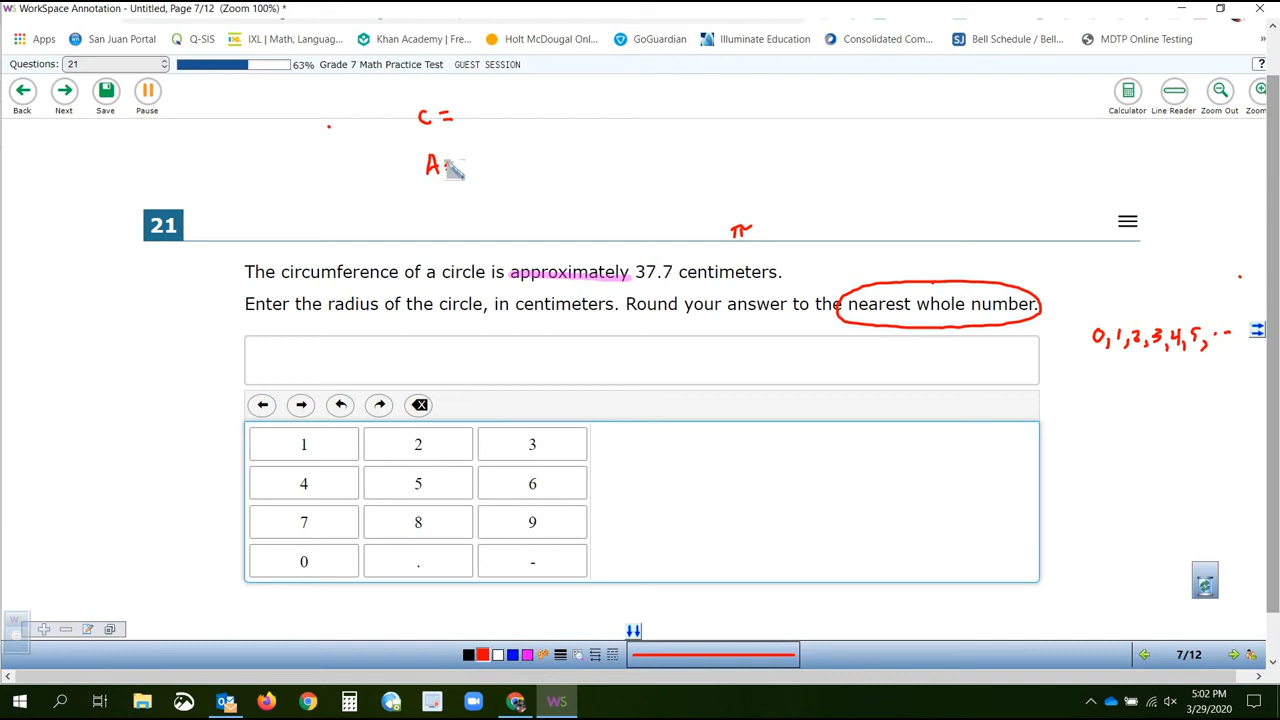 WS WorkSpace Annotation - Untitled, Page 7/12 (Zoom 100%) *
Apps San Juan Portal Q-SIS IXL | Math, Languag... Khan Academy | Fre... Holt McDougal Onl... GoGuardian Illuminate Education Consolidated Com... SJ Bell Schedule / Bell... MDTP Online Testing »
Questions: 21 63% Grade 7 Math Practice Test GUEST SESSION ?
Back Next Save Pause Calculator Line Reader Zoom Out Zoom
C =
A =
21
π
The circumference of a circle is approximately 37.7 centimeters.
Enter the radius of the circle, in centimeters. Round your answer to the nearest whole number.
0, 1, 2, 3, 4, 5, ...
1 2 3
4 5 6
7 8 9
0 . -
7/12
WS
5:02 PM
3/29/2020